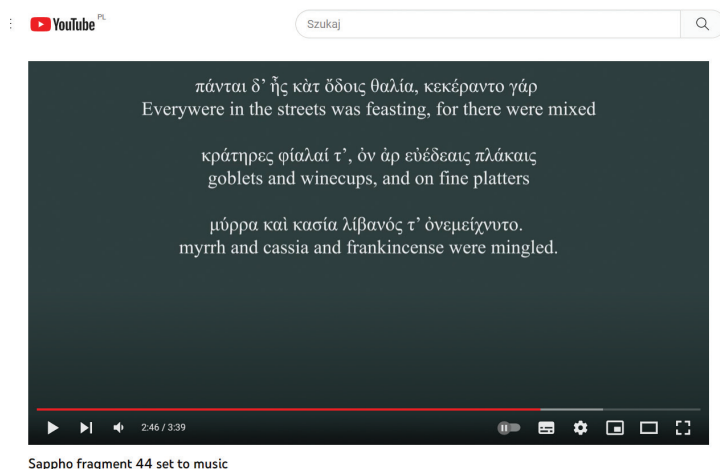 YouTube PL
Szukaj
πάνται δ’ ἦς κὰτ ὄδοις θαλία, κεκέραντο γάρ
Everywere in the streets was feasting, for there were mixed
κράτηρες φίαλαί τ’, ὀν ἀρ εὐέδεαις πλάκαις
goblets and winecups, and on fine platters
μύρρα καὶ κασία λίβανός τ’ ὀνεμείχνυτο.
myrrh and cassia and frankincense were mingled.
2:46 / 3:39
Sappho fragment 44 set to music